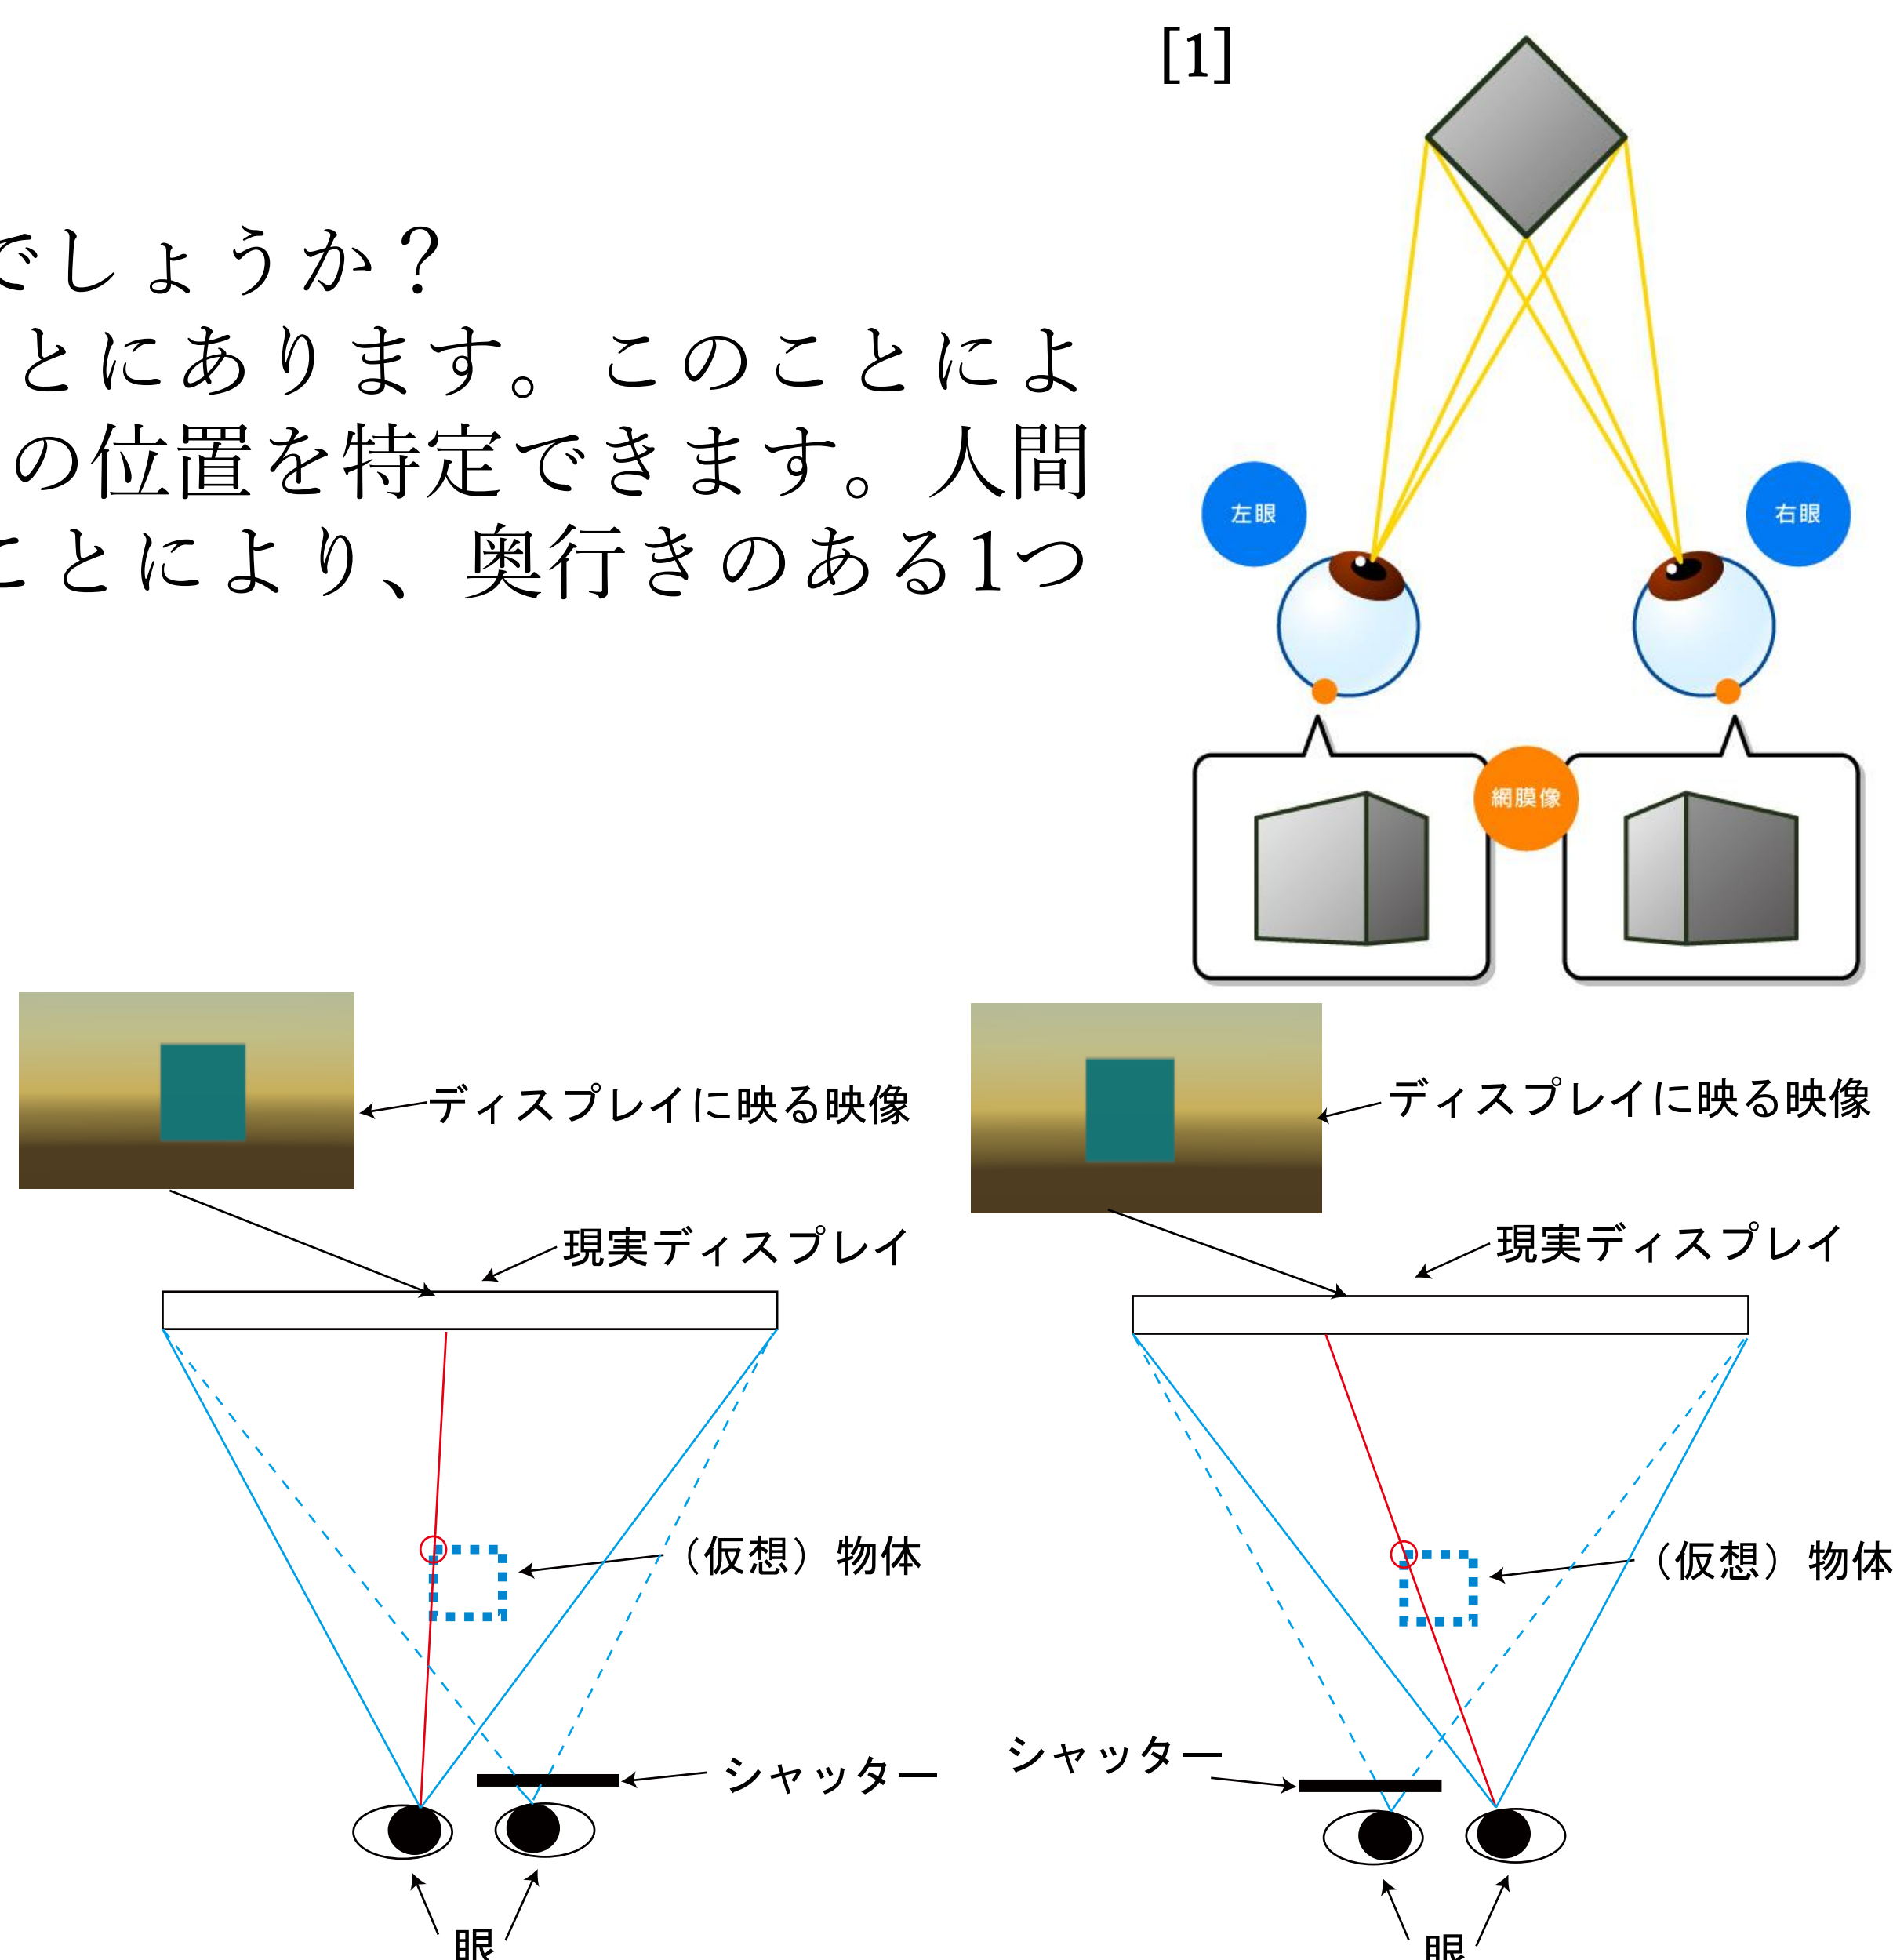 [1]
でしょうか？
とにあります。このことによ
の位置を特定できます。人間
ことにより、奥行きのある1つ
左眼
右眼
網膜像
ディスプレイに映る映像
ディスプレイに映る映像
現実ディスプレイ
現実ディスプレイ
（仮想）物体
（仮想）物体
シャッター
シャッター
眼
眼